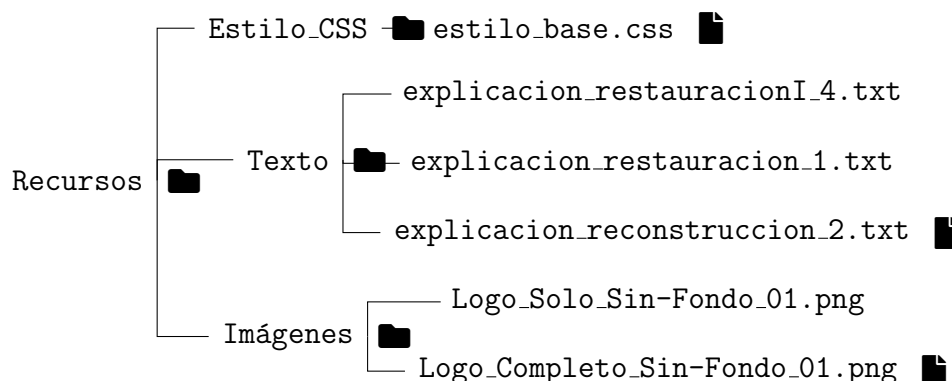 Estilo_CSS estilo_base.css
explicacion_restauracionI_4.txt
Texto explicacion_restauracion_1.txt
Recursos
explicacion_reconstruccion_2.txt
Logo_Solo_Sin-Fondo_01.png
Imágenes
Logo_Completo_Sin-Fondo_01.png